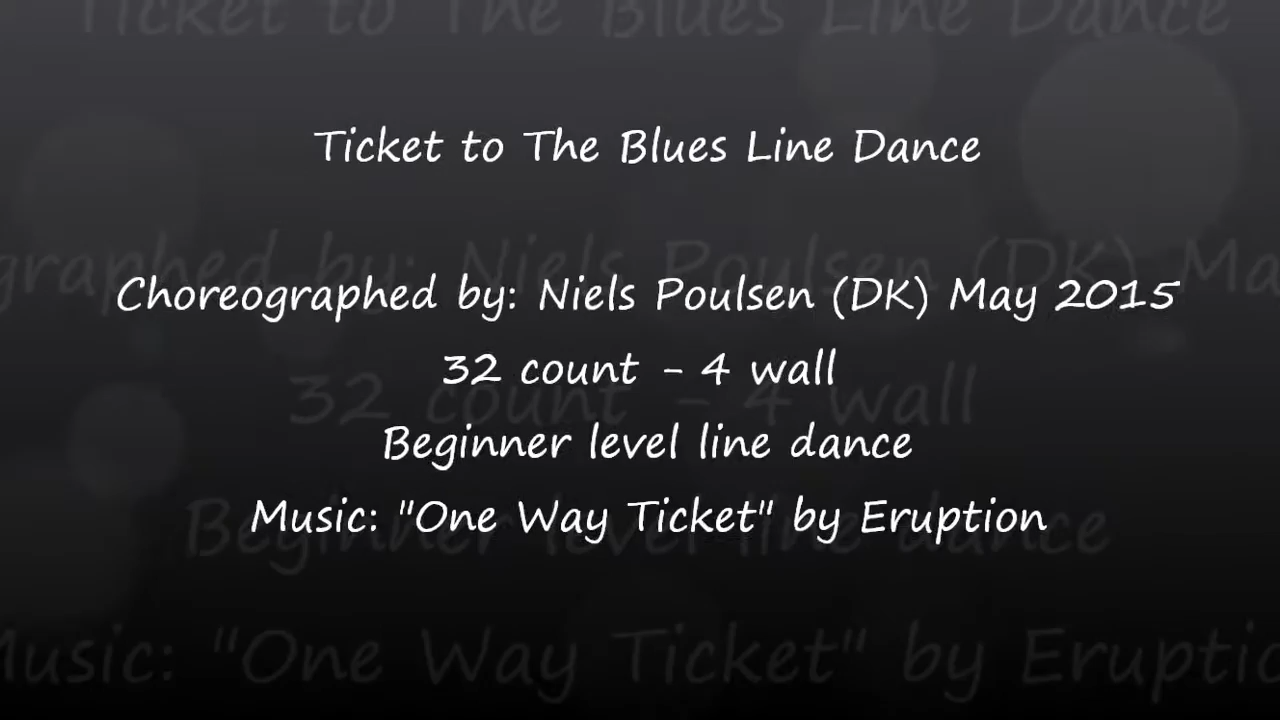 Ticket to The Blues Line Dance
Choreographed by: Niels Poulsen (DK) May 2015
32 count - 4 wall
Beginner level line dance
Music: "One Way Ticket" by Eruption